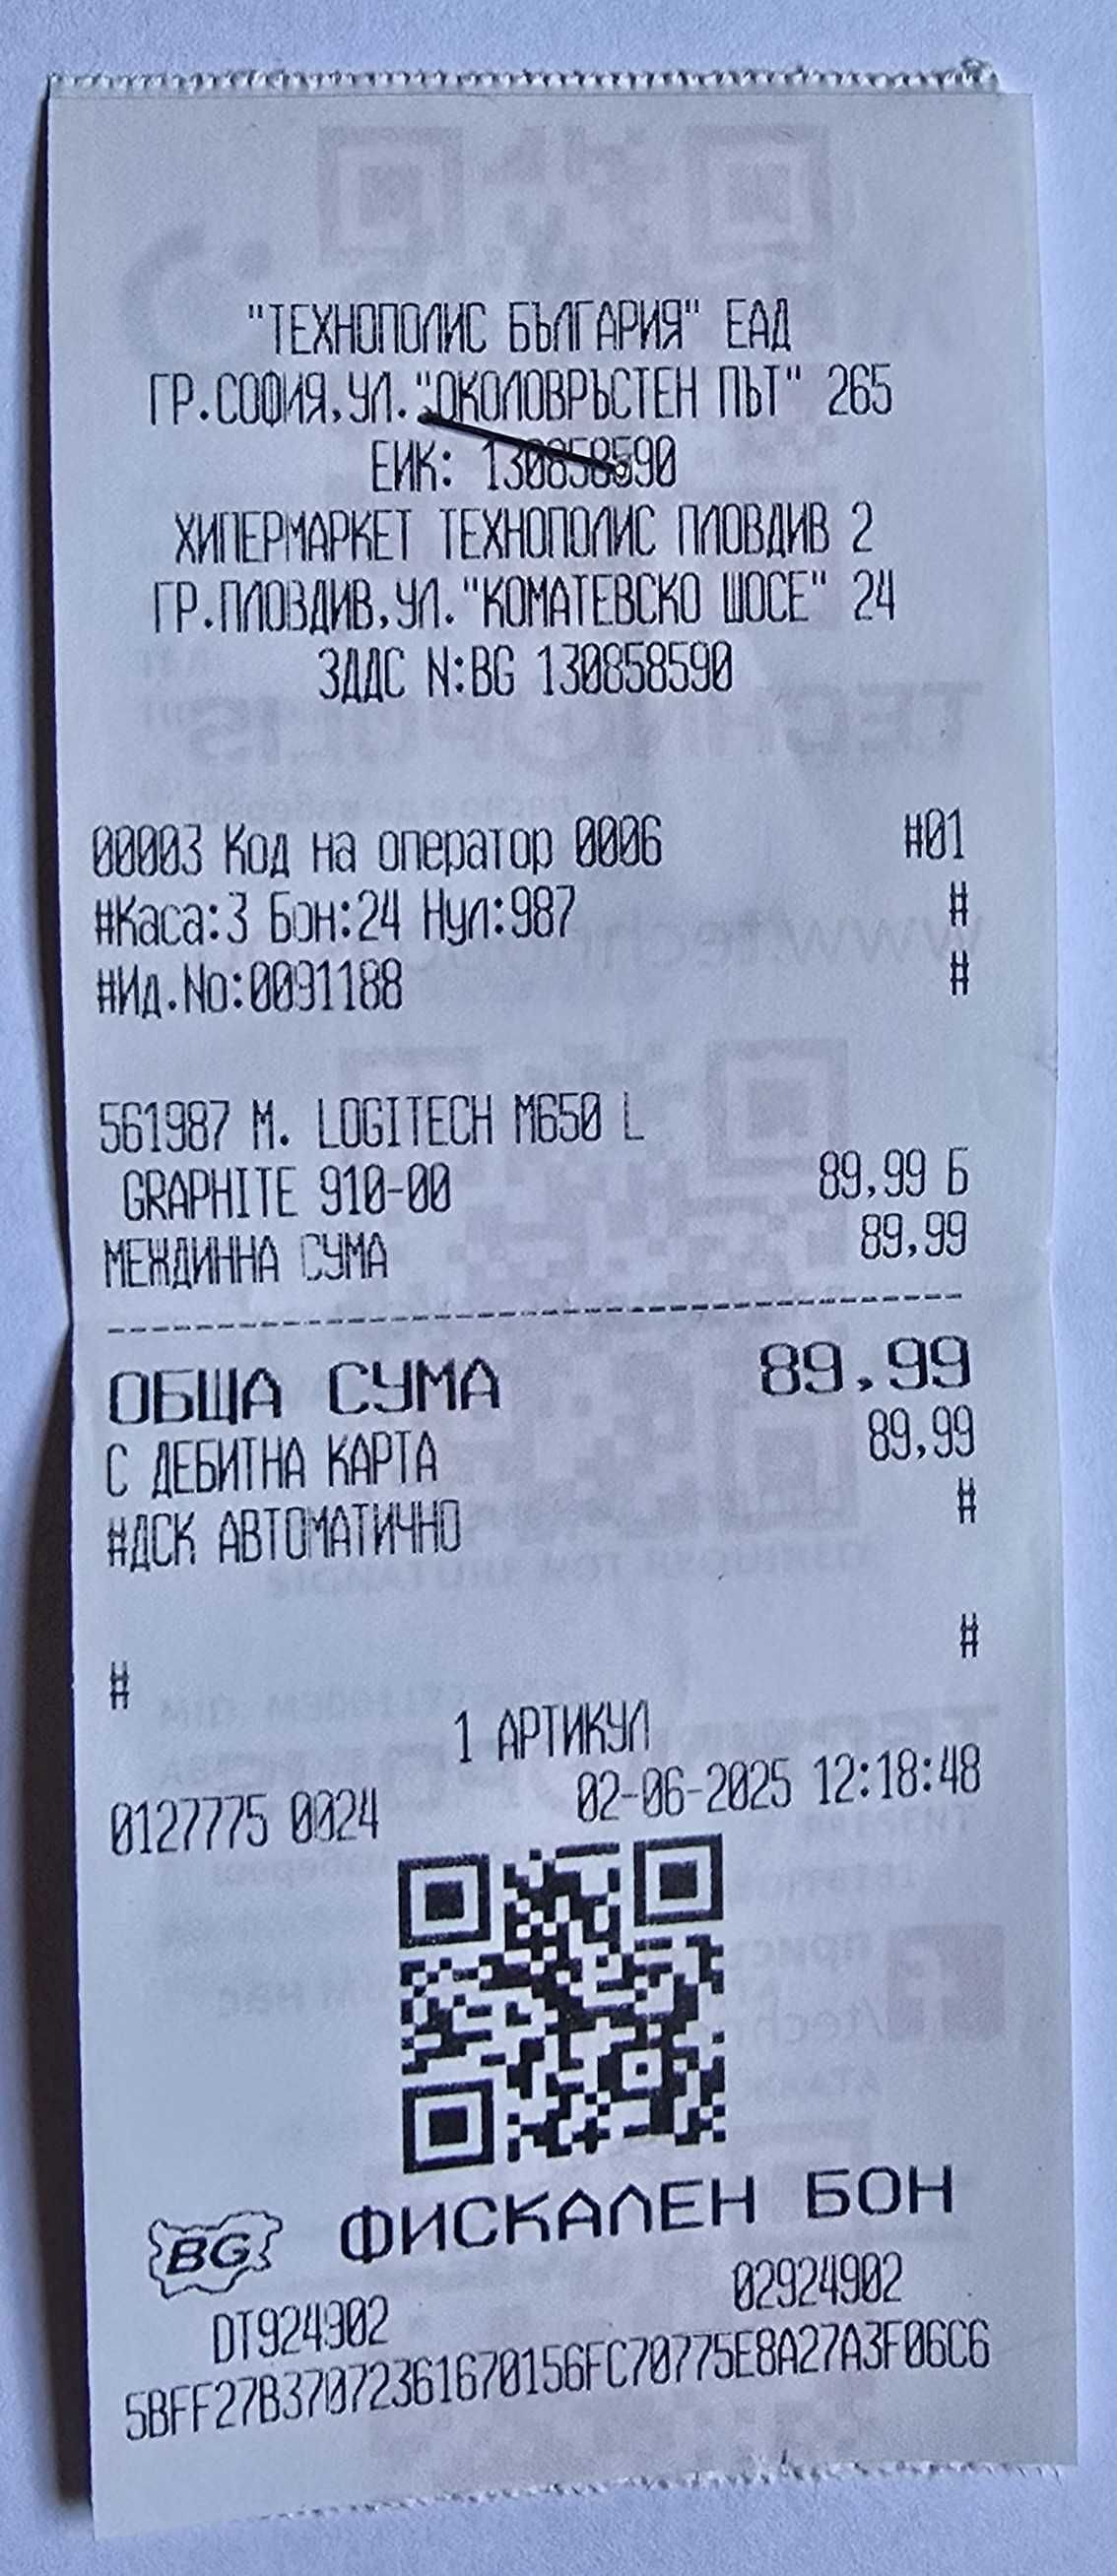 "ТЕХНОПОЛИС БЪЛГАРИЯ" ЕАД
ГР.СОФИЯ,УЛ."ОКОЛОВРЪСТЕН ПЪТ" 265
ЕИК: 130858590
ХИПЕРМАРКЕТ ТЕХНОПОЛИС ПЛОВДИВ 2
ГР.ПЛОВДИВ,УЛ."КОМАТЕВСКО ШОСЕ" 24
ЗДДС N:BG 130858590
00003 Код на оператор 0006 #01
#Каса:3 Бон:24 Нул:987 #
#Ид.No:0091188 #
561987 M. LOGITECH M650 L
GRAPHITE 910-00 89,99 Б
МЕЖДИННА СУМА 89,99
ОБЩА СУМА 89,99
С ДЕБИТНА КАРТА 89,99
#ДСК АВТОМАТИЧНО #
# #
1 АРТИКУЛ
0127775 0024 02-06-2025 12:18:48
BG ФИСКАЛЕН БОН
DT924902 02924902
5BFF27B37072361670156FC70775E8A27A3F06C6